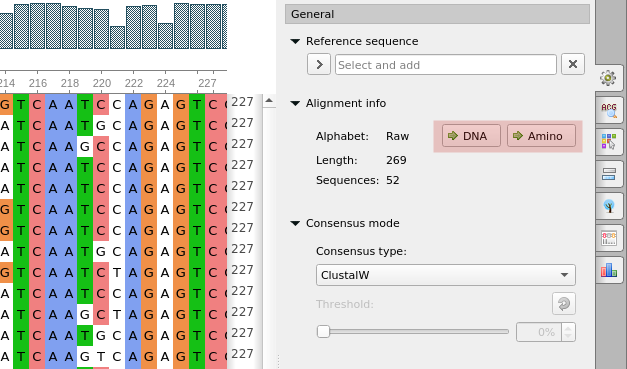 General
Reference sequence
Select and add
214 216 218 220 222 224 227
G T C A A T C C A G A G T C 227
A T C A A T G C A G A G T C 227
A T C A A G C C A G A G T C 227
A T C A A T C C A G A G T C 227
A T C A A T C C A G A G T C 227
G T C A A T C C A G A G T C 227
G T C A A T C C A G A G T C 227
A T C A A T G C A G A G T C 227
G T C A A T C T A G A G T C 227
A T C A A T C C A G A G T C 227
A T C A A G C T A G A G T C 227
A T C A A T G C A G A G T C 227
A T C A A G T C A G A G T C 227
Alignment info
Alphabet: Raw DNA Amino
Length: 269
Sequences: 52
Consensus mode
Consensus type:
ClustalW
Threshold:
0%
ACG